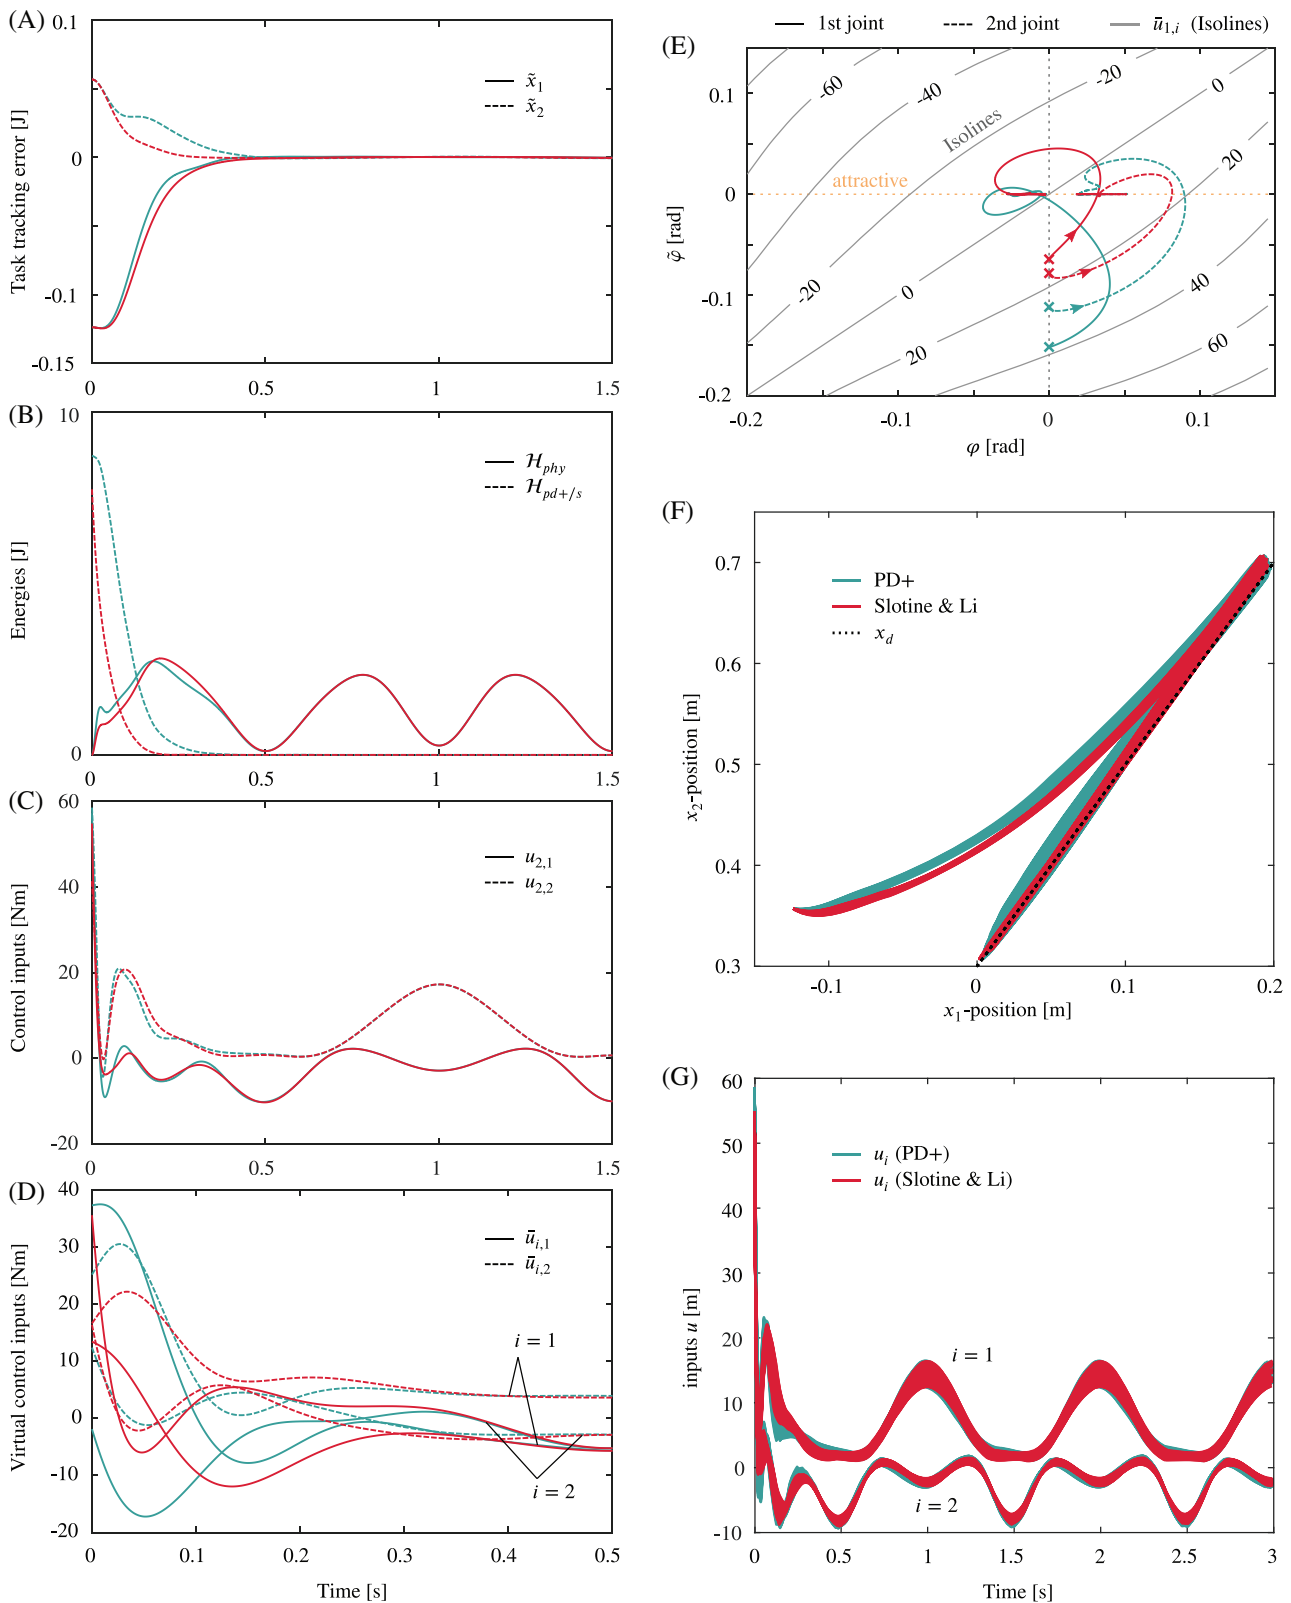 (A)
0.1
0
-0.1
-0.15
Task tracking error [J]
x̃₁
x̃₂
0 0.5 1 1.5
(B)
10
0
Energies [J]
ℋ_phy
ℋ_pd+/s
0 0.5 1 1.5
(C)
60
40
20
0
-20
Control inputs [Nm]
u₂,₁
u₂,₂
0 0.5 1 1.5
(D)
40
30
20
10
0
-10
-20
Virtual control inputs [Nm]
ū_i,1
ū_i,2
i = 1
i = 2
0 0.1 0.2 0.3 0.4 0.5
Time [s]
(E)
1st joint 2nd joint ū₁,ᵢ (Isolines)
0.1
0
-0.1
-0.2
φ̃ [rad]
-60
-40
-20
0
20
Isolines
attractive
-20
0
20
40
60
-0.2 -0.1 0 0.1
φ [rad]
(F)
0.7
0.6
0.5
0.4
0.3
x₂-position [m]
PD+
Slotine & Li
x_d
-0.1 0 0.1 0.2
x₁-position [m]
(G)
60
50
40
30
20
10
0
-10
inputs u [m]
uᵢ (PD+)
uᵢ (Slotine & Li)
i = 1
i = 2
0 0.5 1 1.5 2 2.5 3
Time [s]